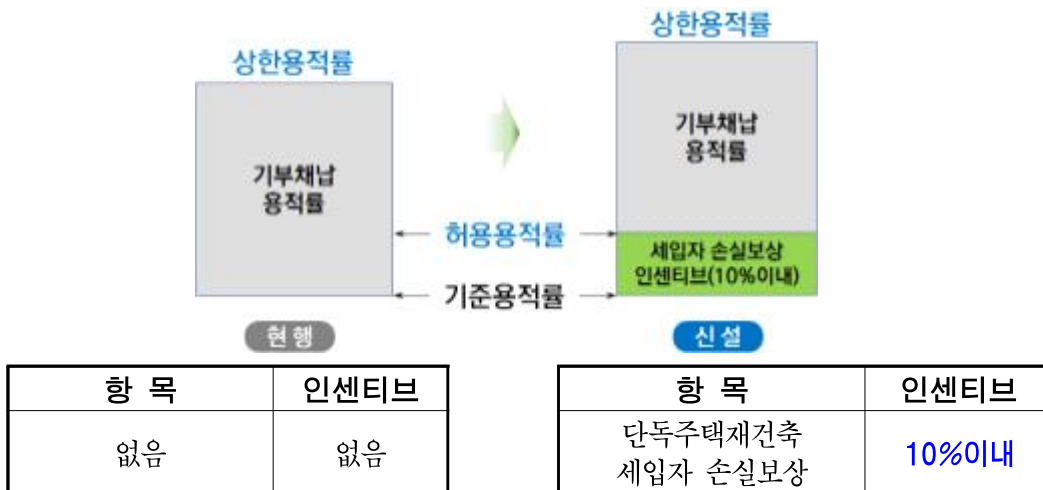 상한용적률
기부채납
용적률
상한용적률
기부채납
용적률
허용용적률
세입자 손실보상
인센티브(10%이내)
기준용적률
현행
신설
항 목 인센티브
없음 없음
항 목 인센티브
단독주택재건축
세입자 손실보상
10%이내